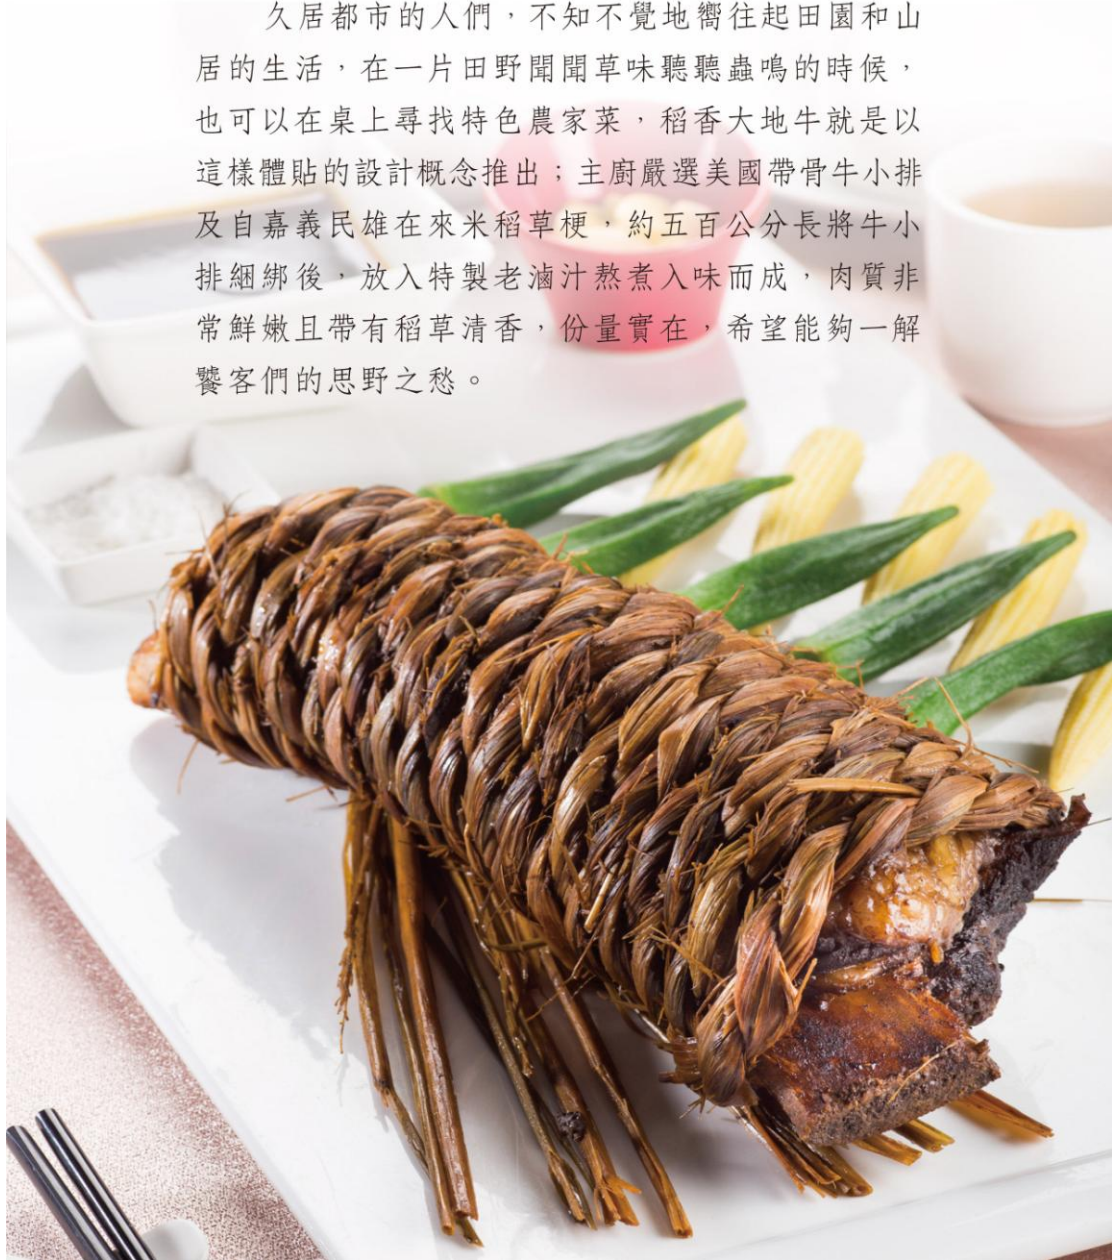 久居都市的人們，不知不覺地嚮往起田園和山
居的生活，在一片田野聞聞草味聽聽蟲鳴的時候，
也可以在桌上尋找特色農家菜，稻香大地牛就是以
這樣體貼的設計概念推出；主廚嚴選美國帶骨牛小排
及自嘉義民雄在來米稻草梗，約五百公分長將牛小
排綑綁後，放入特製老滷汁熬煮入味而成，肉質非
常鮮嫩且帶有稻草清香，份量實在，希望能夠一解
饕客們的思野之愁。